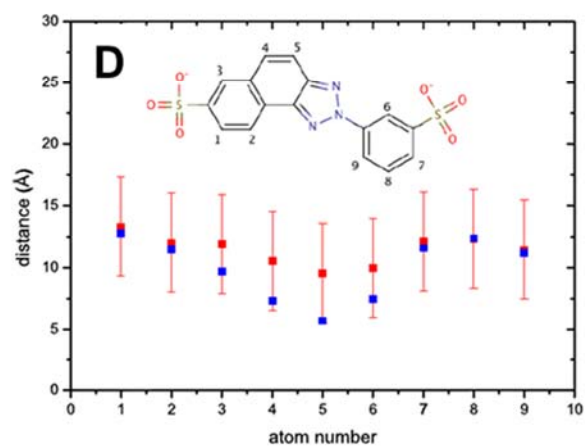 D
distance (Å)
30
25
20
15
10
5
0
4 5
3
O⁻
O=S
O
1 2
N
N
N
6
O⁻
S=O
O
9 8 7
0 1 2 3 4 5 6 7 8 9 10
atom number